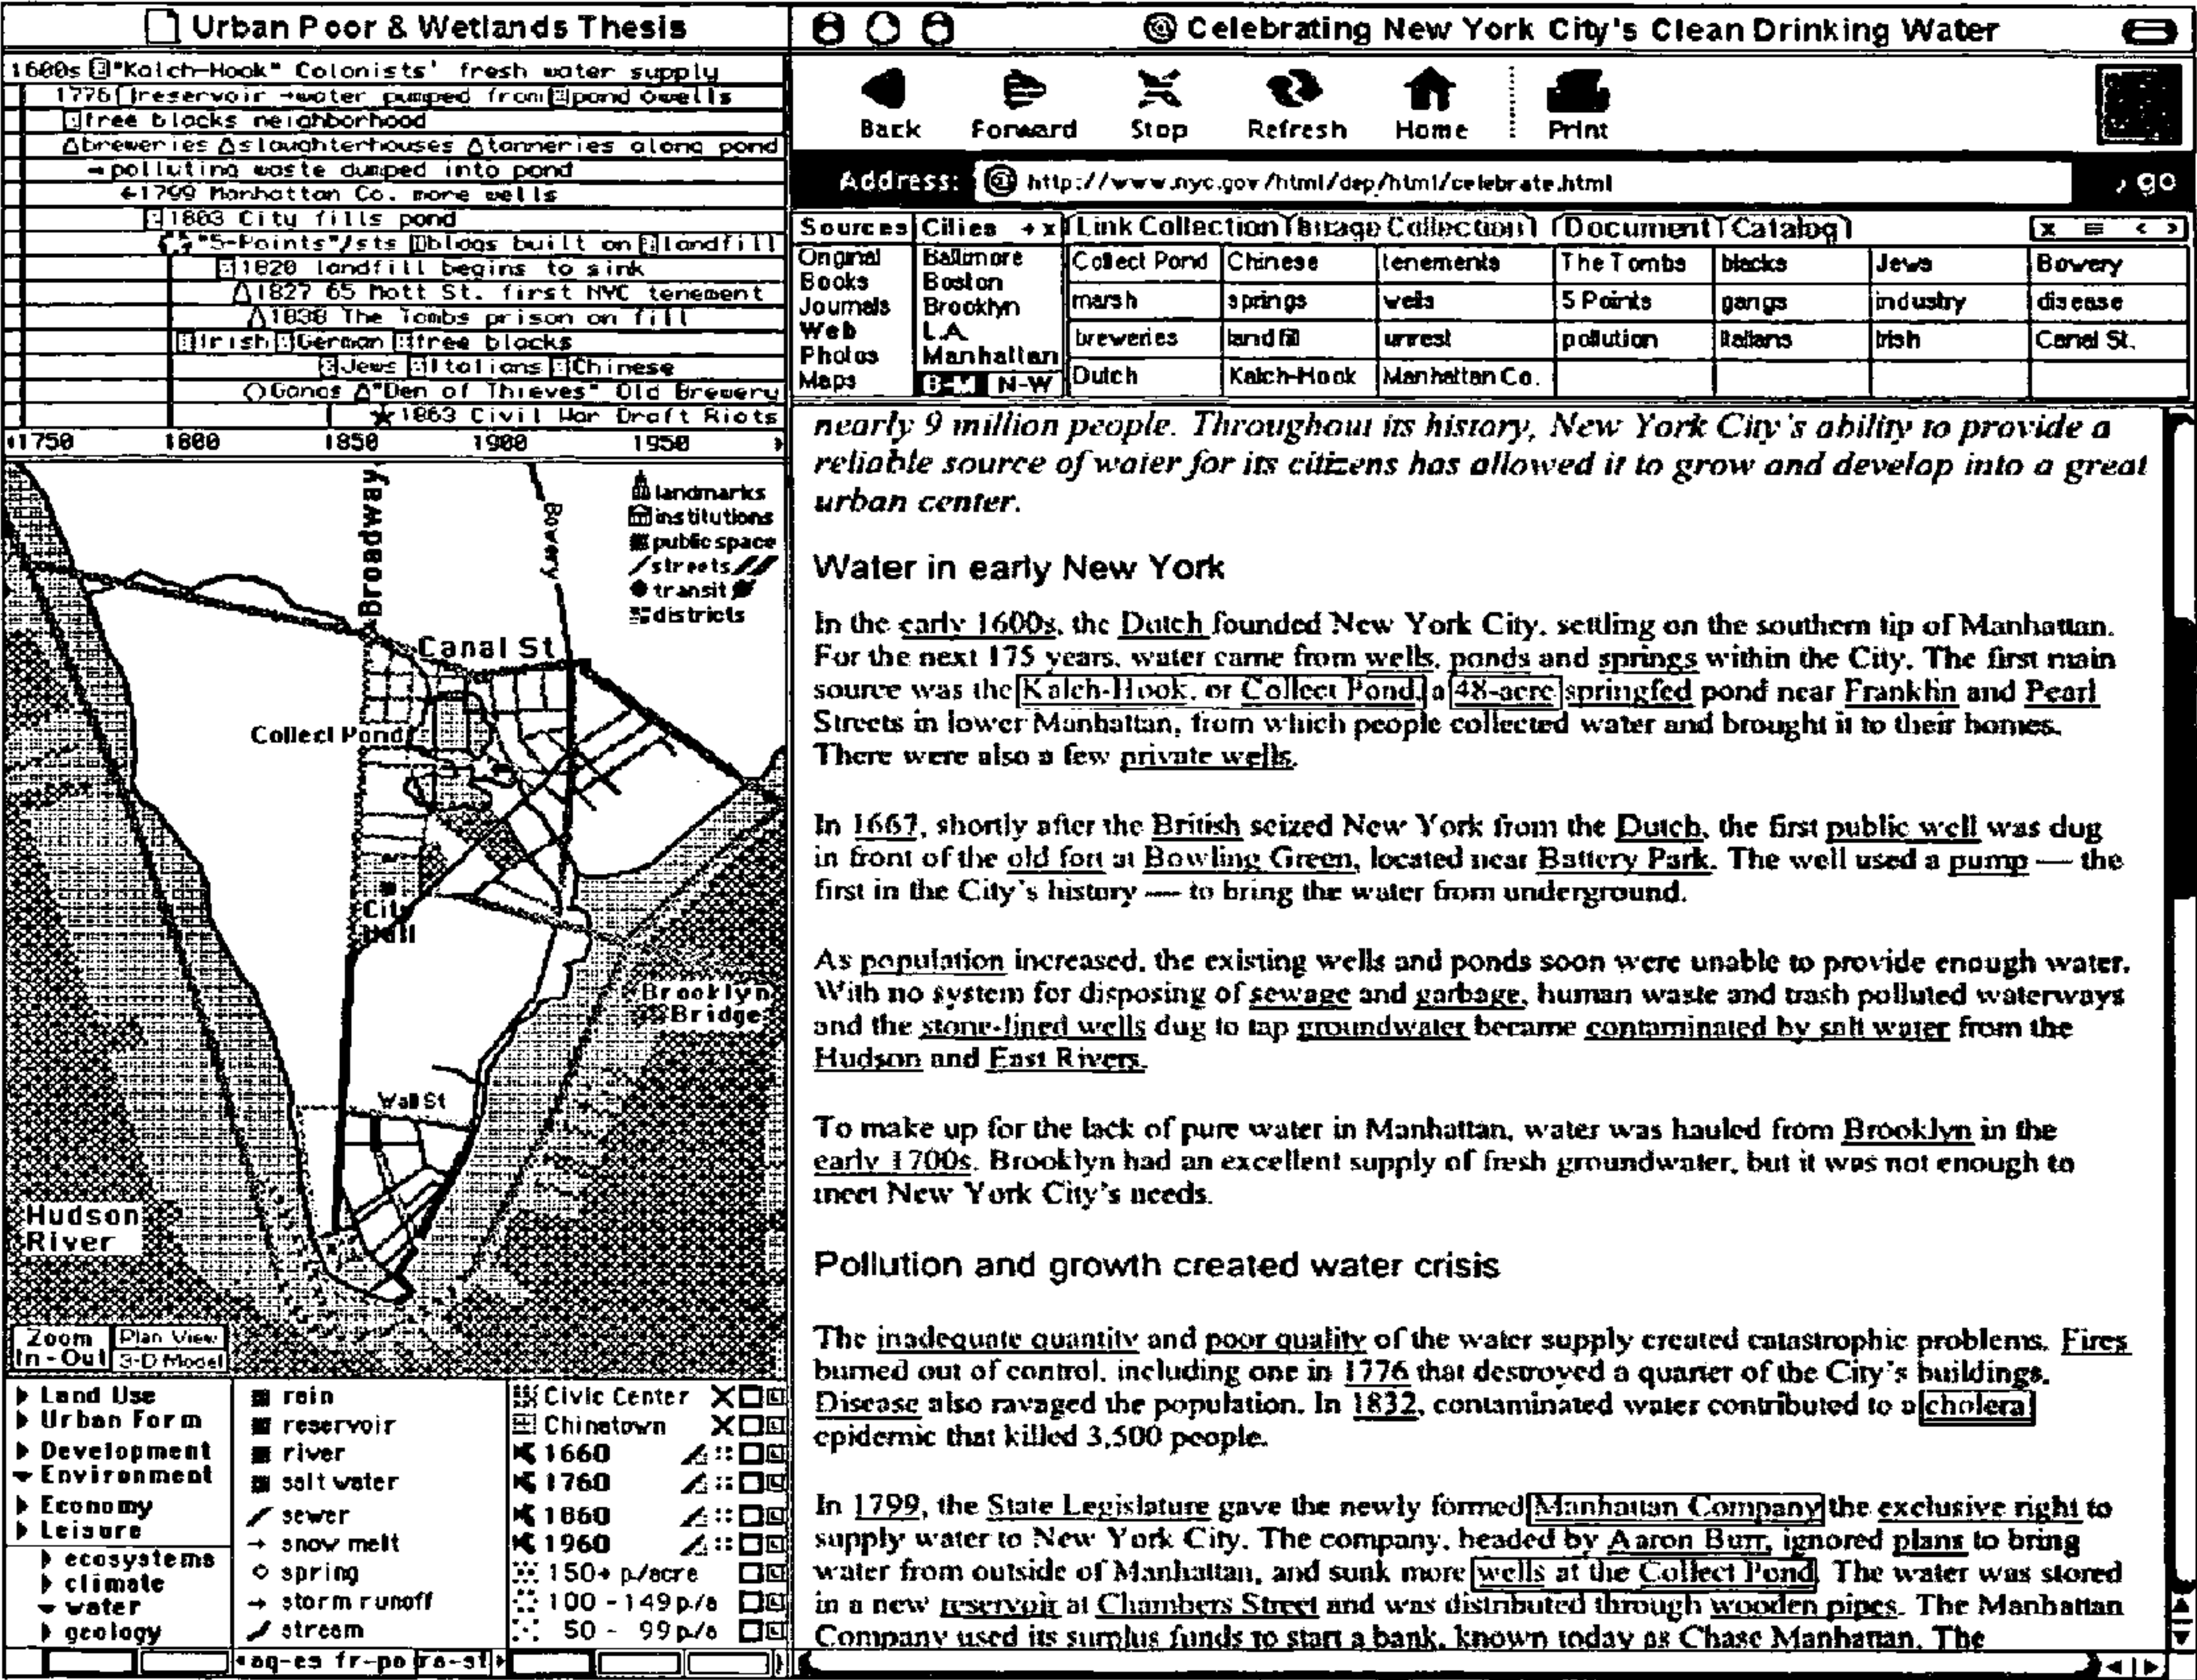 Urban Poor & Wetlands Thesis
1600s "Kalch-Hook" Colonists' fresh water supply
1776 reservoir →water pumped from pond wells
free blacks neighborhood
breweries slaughterhouses tanneries along pond
→polluting waste dumped into pond
←1799 Manhattan Co. more wells
1803 City fills pond
"5-Points"/sts bldgs built on landfill
1820 landfill begins to sink
1827 65 Mott St. first NYC tenement
1838 The Tombs prison on fill
Irish German free blacks
Jews Italians Chinese
Gangs "Den of Thieves" Old Brewery
1863 Civil War Draft Riots
1750 1800 1850 1900 1950
Broadway
Bowery
landmarks
institutions
public space
streets
transit
districts
Canal St
Collect Pond
City
Hall
Brooklyn
Bridge
Wall St
Hudson
River
Zoom
In-Out
Plan View
3-D Model
Land Use
Urban Form
Development
Environment
Economy
Leisure
ecosystems
climate
water
geology
rain
reservoir
river
salt water
sewer
→ snow melt
spring
→ storm runoff
stream
aq-es fr-po ra-st
Civic Center
Chinatown
1660
1760
1860
1960
150+ p/acre
100 - 149 p/a
50 - 99 p/a
Celebrating New York City's Clean Drinking Water
Back Forward Stop Refresh Home Print
Address: http://www.nyc.gov/html/dep/html/celebrate.html go
Sources
Original
Books
Journals
Web
Photos
Maps
Cities + x
Baltimore
Boston
Brooklyn
L.A.
Manhattan
B-M N-W
Link Collection Image Collection Document Catalog x ≡ < >
Collect Pond Chinese tenements The Tombs blacks Jews Bowery
marsh springs wells 5 Points gangs industry disease
breweries landfill unrest pollution Italians Irish Canal St.
Dutch Kalch-Hook Manhattan Co.
nearly 9 million people. Throughout its history, New York City's ability to provide a
reliable source of water for its citizens has allowed it to grow and develop into a great
urban center.
Water in early New York
In the early 1600s, the Dutch founded New York City, settling on the southern tip of Manhattan.
For the next 175 years, water came from wells, ponds and springs within the City. The first main
source was the Kalch-Hook, or Collect Pond, a 48-acre springfed pond near Franklin and Pearl
Streets in lower Manhattan, from which people collected water and brought it to their homes.
There were also a few private wells.
In 1667, shortly after the British seized New York from the Dutch, the first public well was dug
in front of the old fort at Bowling Green, located near Battery Park. The well used a pump — the
first in the City's history — to bring the water from underground.
As population increased, the existing wells and ponds soon were unable to provide enough water.
With no system for disposing of sewage and garbage, human waste and trash polluted waterways
and the stone-lined wells dug to tap groundwater became contaminated by salt water from the
Hudson and East Rivers.
To make up for the lack of pure water in Manhattan, water was hauled from Brooklyn in the
early 1700s. Brooklyn had an excellent supply of fresh groundwater, but it was not enough to
meet New York City's needs.
Pollution and growth created water crisis
The inadequate quantity and poor quality of the water supply created catastrophic problems. Fires
burned out of control, including one in 1776 that destroyed a quarter of the City's buildings.
Disease also ravaged the population. In 1832, contaminated water contributed to a cholera
epidemic that killed 3,500 people.
In 1799, the State Legislature gave the newly formed Manhattan Company the exclusive right to
supply water to New York City. The company, headed by Aaron Burr, ignored plans to bring
water from outside of Manhattan, and sunk more wells at the Collect Pond. The water was stored
in a new reservoir at Chambers Street and was distributed through wooden pipes. The Manhattan
Company used its surplus funds to start a bank, known today as Chase Manhattan. The